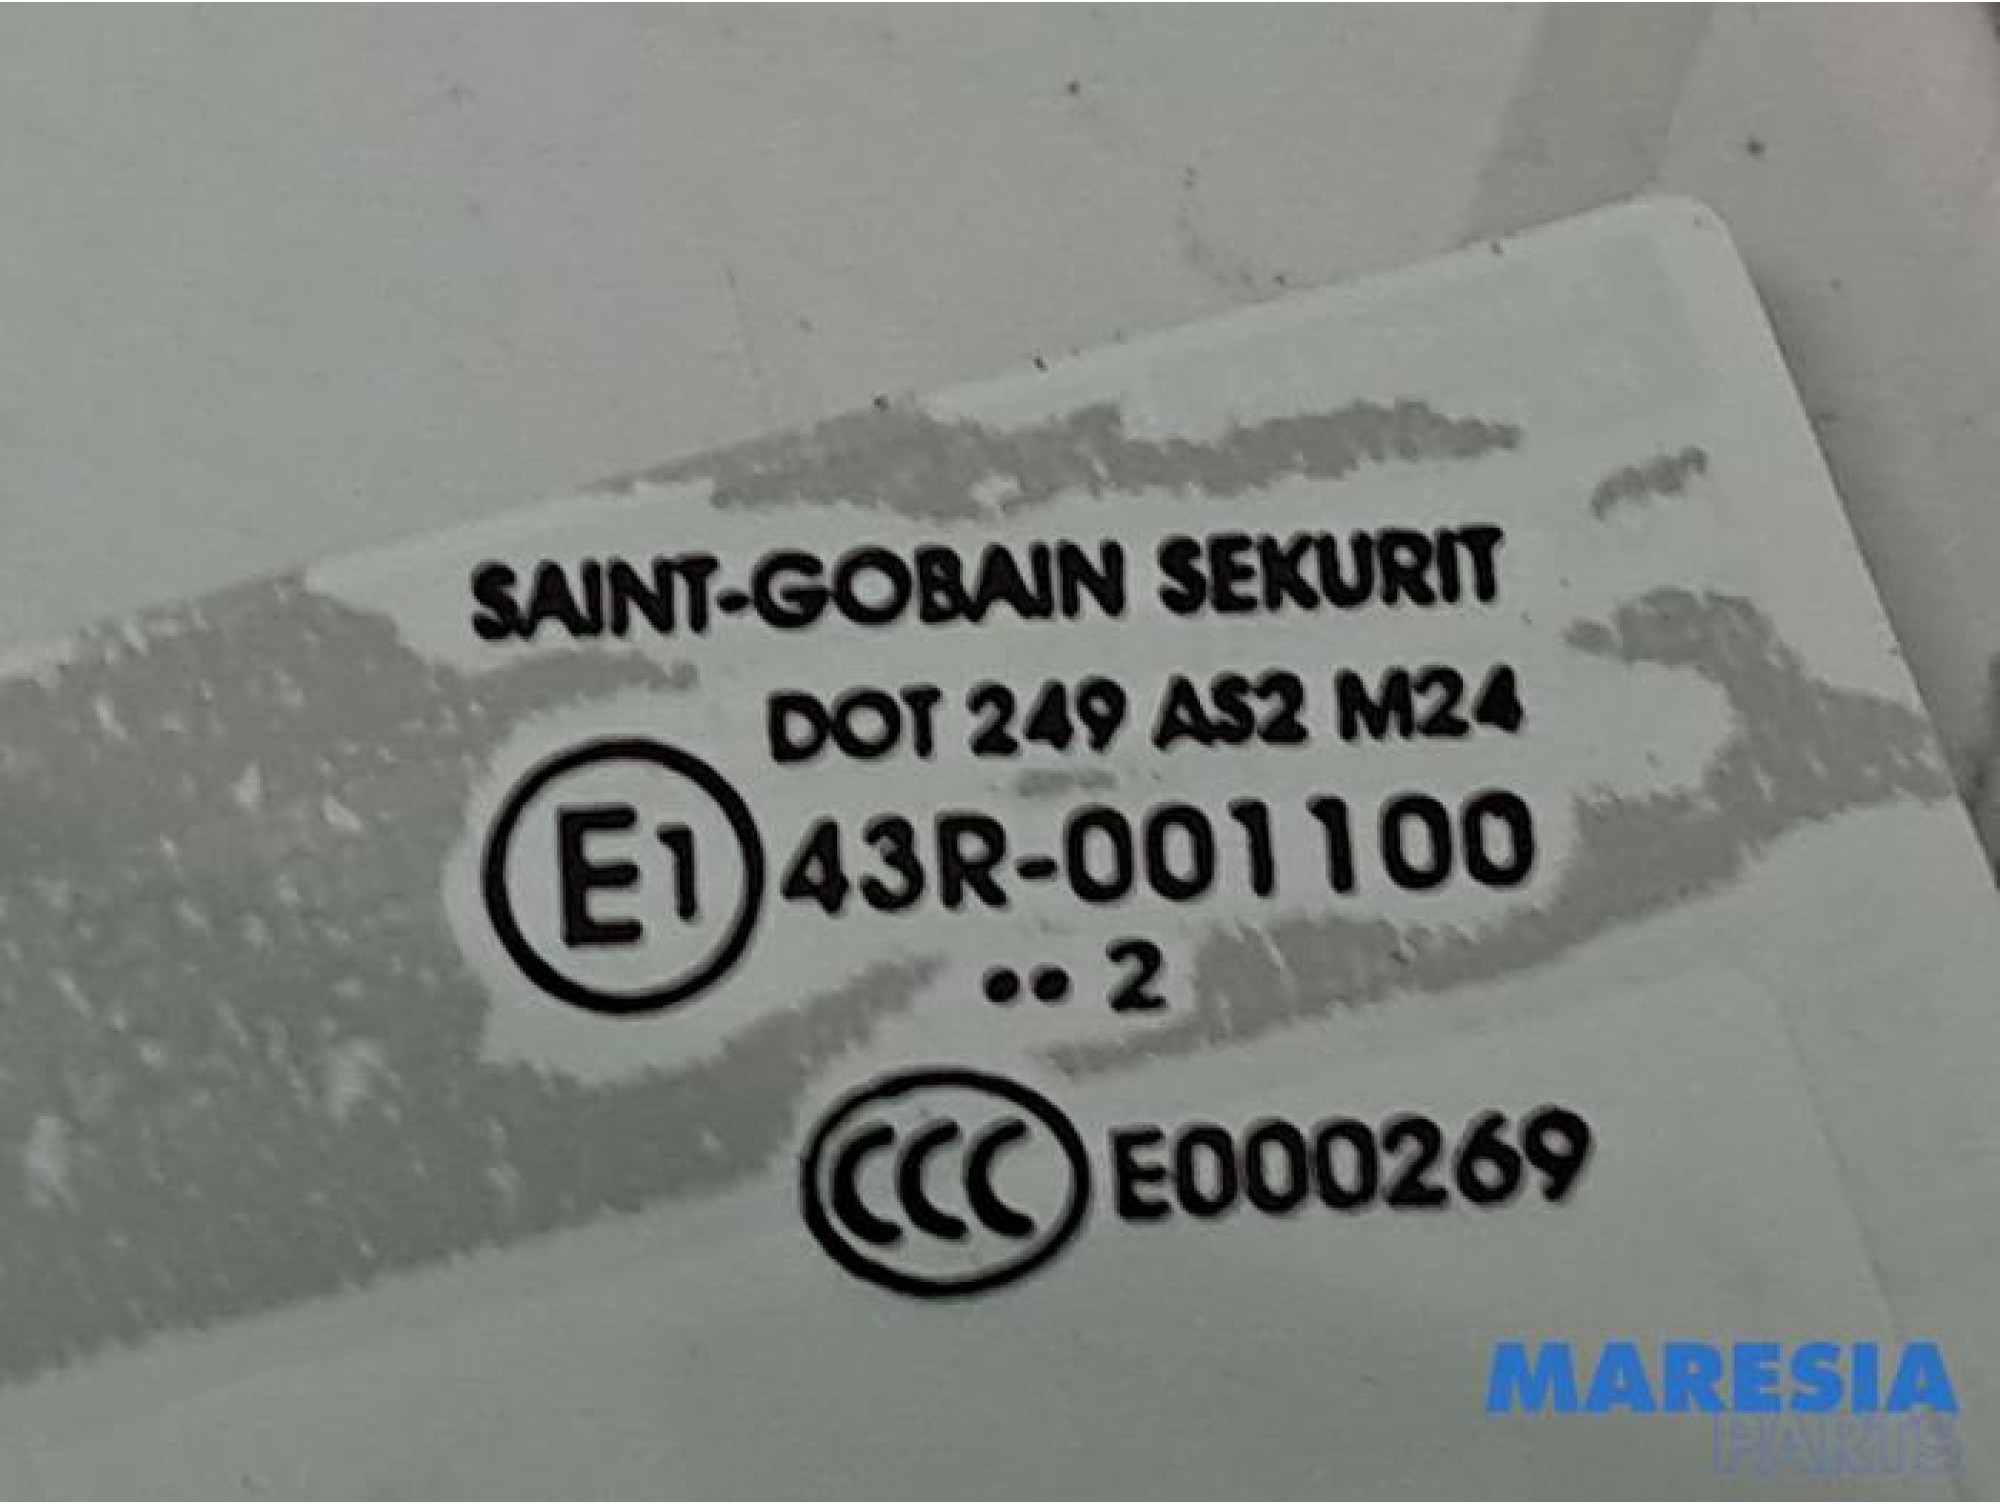 SAINT-GOBAIN SEKURIT
DOT 249 AS2 M24
E1 43R-001100
•• 2
CCC E000269
MARESIA
PARTS